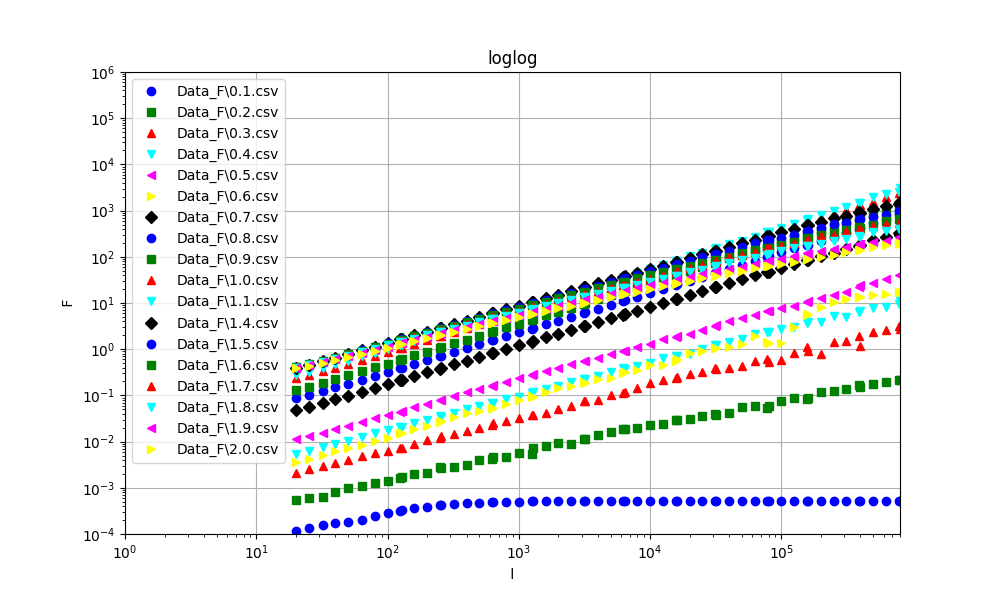 loglog
F
10^6
10^5
10^4
10^3
10^2
10^1
10^0
10^−1
10^−2
10^−3
10^−4
Data_F\0.1.csv
Data_F\0.2.csv
Data_F\0.3.csv
Data_F\0.4.csv
Data_F\0.5.csv
Data_F\0.6.csv
Data_F\0.7.csv
Data_F\0.8.csv
Data_F\0.9.csv
Data_F\1.0.csv
Data_F\1.1.csv
Data_F\1.4.csv
Data_F\1.5.csv
Data_F\1.6.csv
Data_F\1.7.csv
Data_F\1.8.csv
Data_F\1.9.csv
Data_F\2.0.csv
10^0 10^1 10^2 10^3 10^4 10^5
l